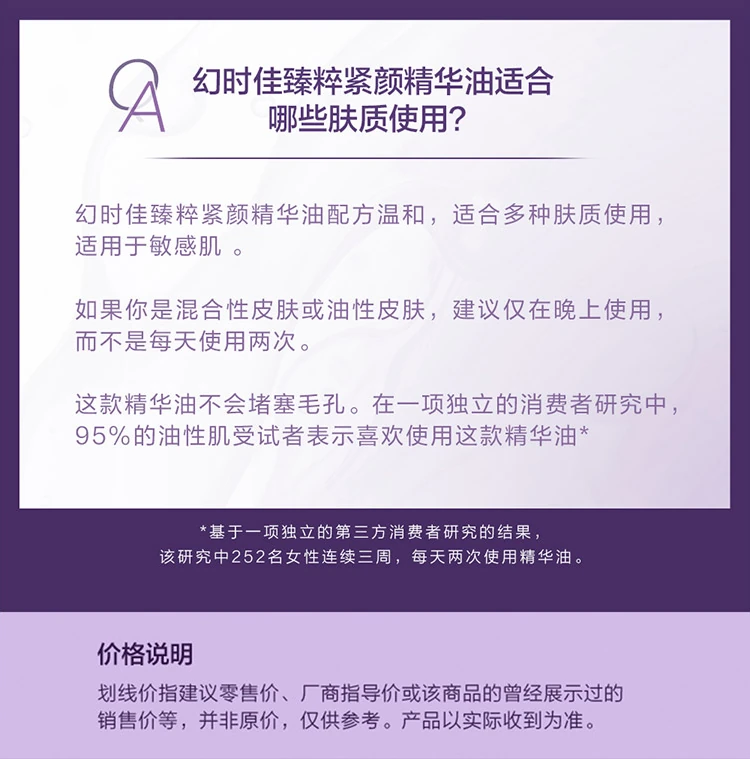 QA
幻时佳臻粹紧颜精华油适合
哪些肤质使用？
幻时佳臻粹紧颜精华油配方温和，适合多种肤质使用，
适用于敏感肌 。
如果你是混合性皮肤或油性皮肤，建议仅在晚上使用，
而不是每天使用两次。
这款精华油不会堵塞毛孔。在一项独立的消费者研究中，
95%的油性肌受试者表示喜欢使用这款精华油*
*基于一项独立的第三方消费者研究的结果，
该研究中252名女性连续三周，每天两次使用精华油。
价格说明
划线价指建议零售价、厂商指导价或该商品的曾经展示过的
销售价等，并非原价，仅供参考。产品以实际收到为准。